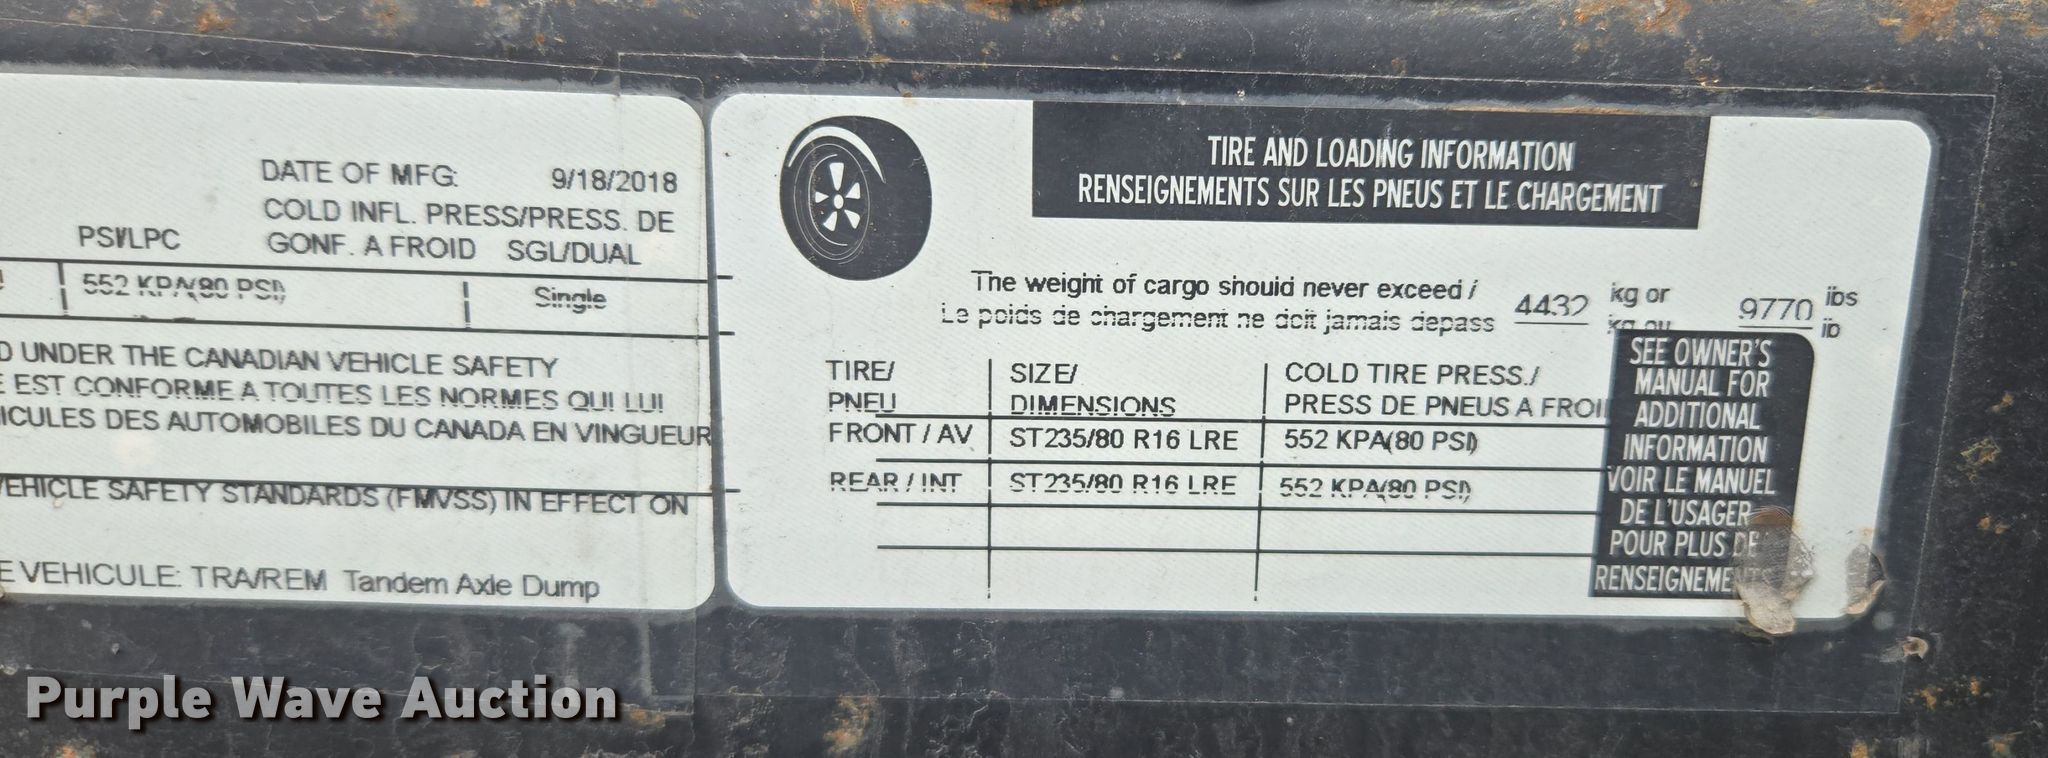 DATE OF MFG: 9/18/2018
COLD INFL. PRESS/PRESS. DE
PSI/LPC GONF. A FROID SGL/DUAL
552 KPA(80 PSI) Single
UNDER THE CANADIAN VEHICLE SAFETY
EST CONFORME A TOUTES LES NORMES QUI LUI
DES AUTOMOBILES DU CANADA EN VINGUEUR
VEHICLE SAFETY STANDARDS (FMVSS) IN EFFECT ON
E VEHICULE: TRA/REM Tandem Axle Dump
TIRE AND LOADING INFORMATION
RENSEIGNEMENTS SUR LES PNEUS ET LE CHARGEMENT
The weight of cargo should never exceed / 4432 kg or 9770 lbs
Le poids de chargement ne doit jamais depass kg ou lb
TIRE/ SIZE/ COLD TIRE PRESS./
PNEU DIMENSIONS PRESS DE PNEUS A FROI
FRONT / AV ST235/80 R16 LRE 552 KPA(80 PSI)
REAR / INT ST235/80 R16 LRE 552 KPA(80 PSI)
SEE OWNER'S
MANUAL FOR
ADDITIONAL
INFORMATION
VOIR LE MANUEL
DE L'USAGER
POUR PLUS DE
RENSEIGNEMENTS
Purple Wave Auction